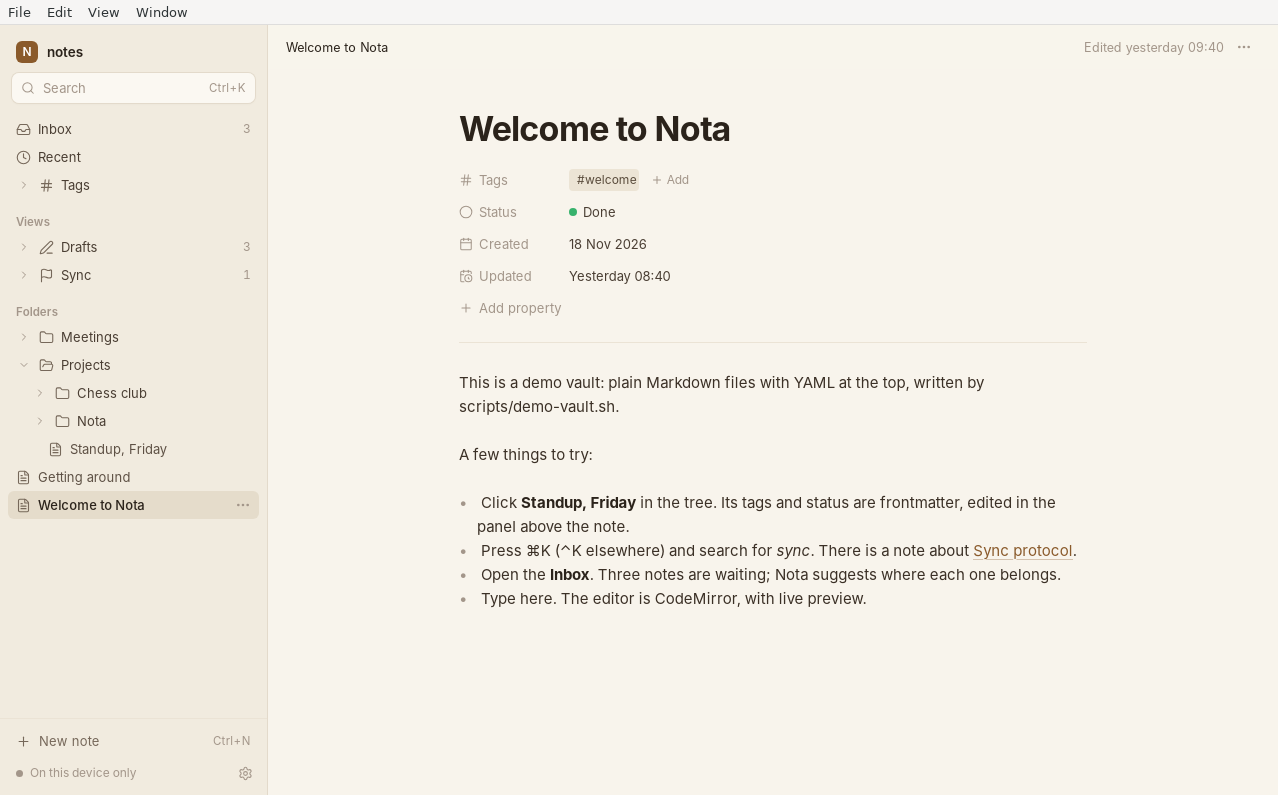 File Edit View Window
N notes
Search Ctrl+K
Inbox 3
Recent
Tags
Views
Drafts 3
Sync 1
Folders
Meetings
Projects
Chess club
Nota
Standup, Friday
Getting around
Welcome to Nota
New note Ctrl+N
On this device only
Welcome to Nota Edited yesterday 09:40
Welcome to Nota
Tags #welcome Add
Status Done
Created 18 Nov 2026
Updated Yesterday 08:40
Add property
This is a demo vault: plain Markdown files with YAML at the top, written by
scripts/demo-vault.sh.
A few things to try:
• Click Standup, Friday in the tree. Its tags and status are frontmatter, edited in the
panel above the note.
• Press ⌘K (^K elsewhere) and search for sync. There is a note about Sync protocol.
• Open the Inbox. Three notes are waiting; Nota suggests where each one belongs.
• Type here. The editor is CodeMirror, with live preview.